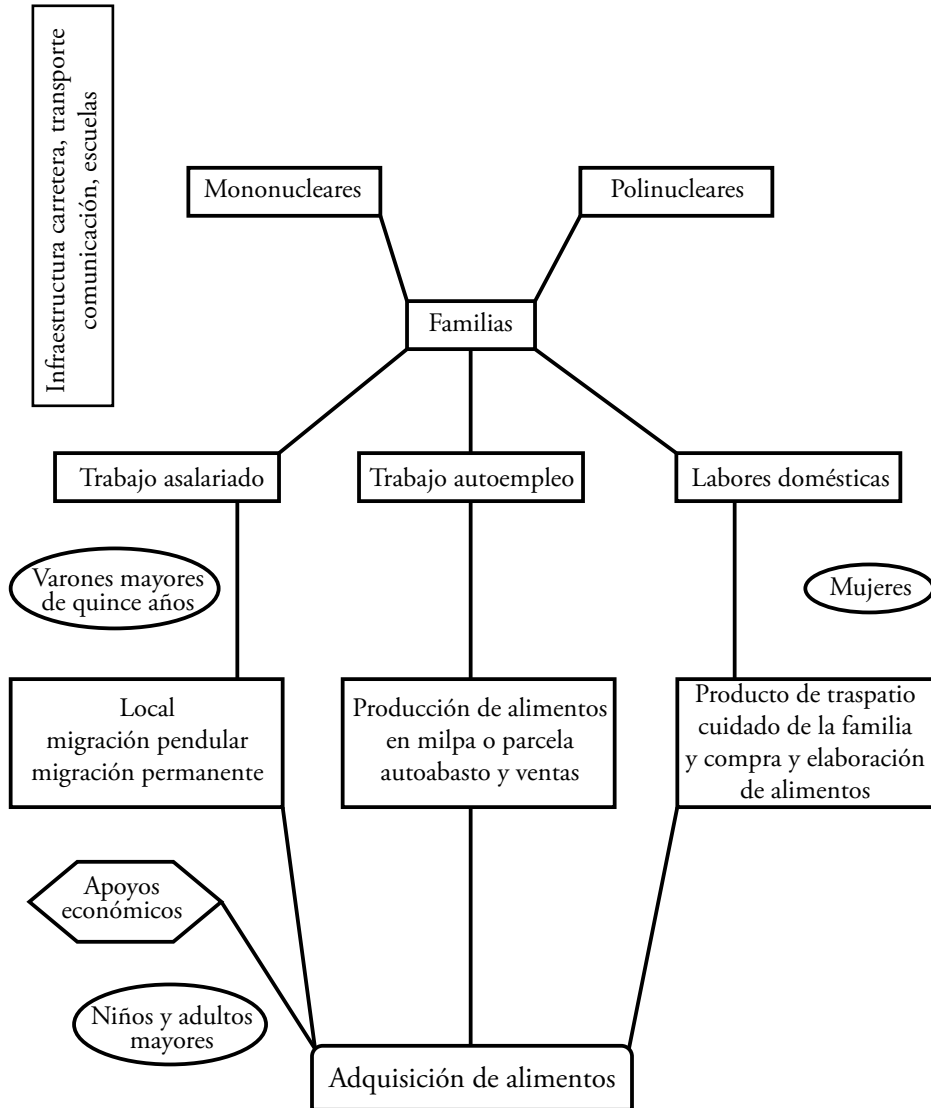 Infraestructura carretera, transporte
comunicación, escuelas
Mononucleares
Polinucleares
Familias
Trabajo asalariado
Trabajo autoempleo
Labores domésticas
Varones mayores
de quince años
Mujeres
Local
migración pendular
migración permanente
Producción de alimentos
en milpa o parcela
autoabasto y ventas
Producto de traspatio
cuidado de la familia
y compra y elaboración
de alimentos
Apoyos
económicos
Niños y adultos
mayores
Adquisición de alimentos